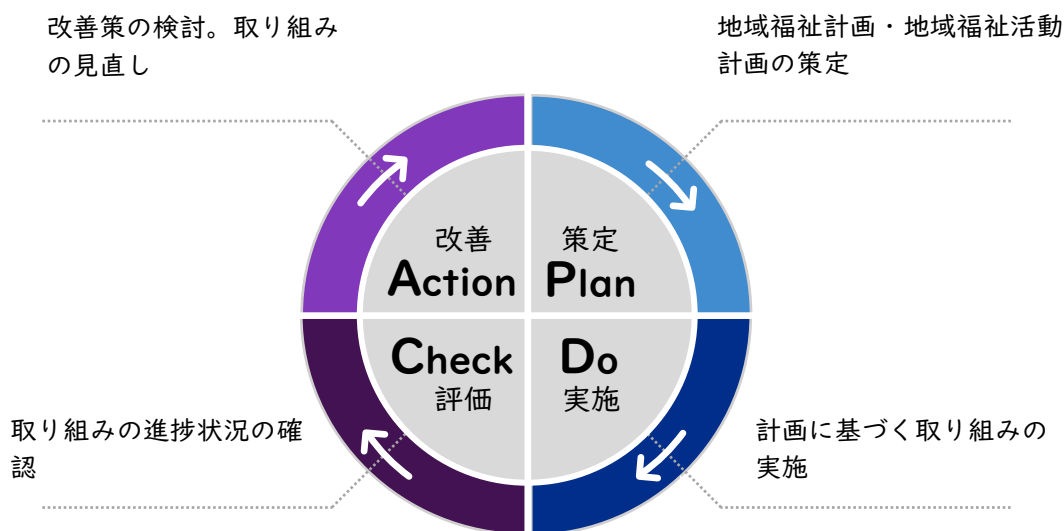 改善策の検討。取り組み
の見直し
地域福祉計画・地域福祉活動
計画の策定
改善
Action
策定
Plan
Check
評価
Do
実施
取り組みの進捗状況の確
認
計画に基づく取り組みの
実施